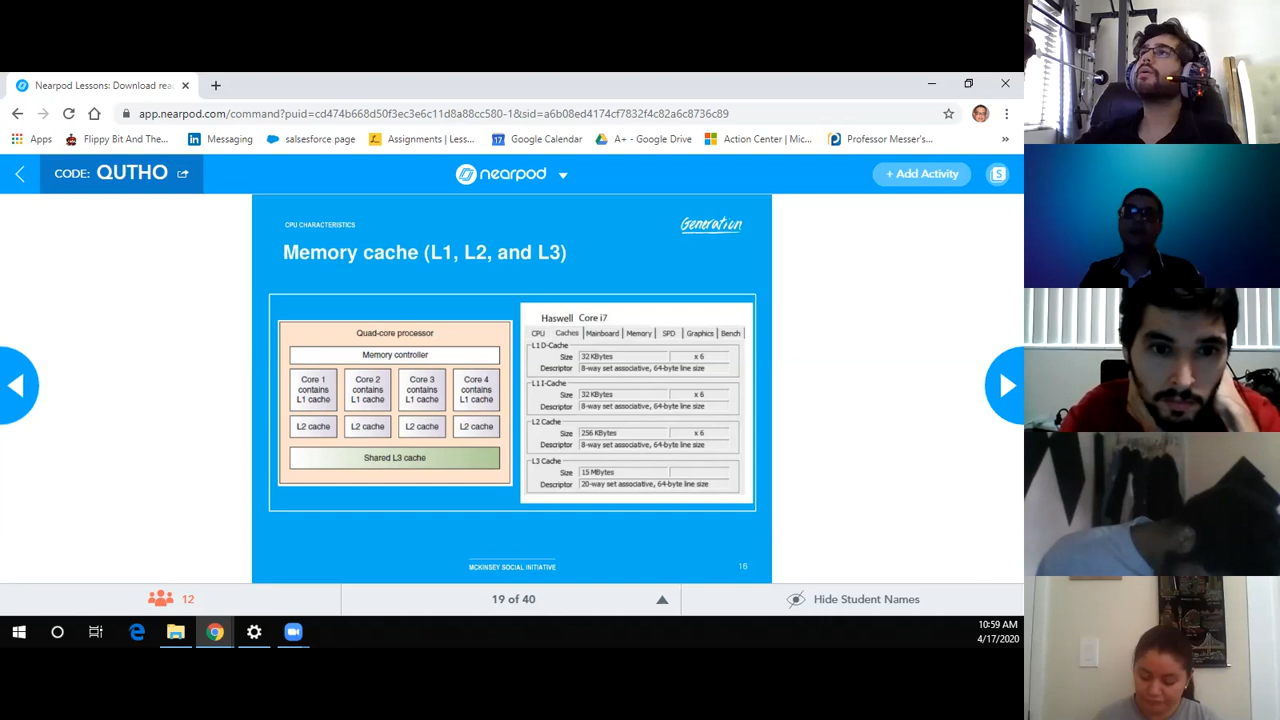 Nearpod Lessons: Download rea
app.nearpod.com/command?puid=cd47b668d50f3ec3e6c11d8a88cc580-1&sid=a6b08ed4174cf7832f4c82a6c8736c89
Apps Flippy Bit And The... Messaging salsesforce page Assignments | Less... 17 Google Calendar A+ - Google Drive Action Center | Mic... Professor Messer's...
CODE: QUTHO nearpod + Add Activity S
CPU CHARACTERISTICS
Generation
Memory cache (L1, L2, and L3)
Quad-core processor
Memory controller
Core 1 contains L1 cache
Core 2 contains L1 cache
Core 3 contains L1 cache
Core 4 contains L1 cache
L2 cache L2 cache L2 cache L2 cache
Shared L3 cache
Haswell Core i7
CPU Caches Mainboard Memory SPD Graphics Bench
L1 D-Cache
Size 32 KBytes x 6
Descriptor 8-way set associative, 64-byte line size
L1 I-Cache
Size 32 KBytes x 6
Descriptor 8-way set associative, 64-byte line size
L2 Cache
Size 256 KBytes x 6
Descriptor 8-way set associative, 64-byte line size
L3 Cache
Size 15 MBytes
Descriptor 20-way set associative, 64-byte line size
MCKINSEY SOCIAL INITIATIVE 16
12 19 of 40 Hide Student Names
10:59 AM
4/17/2020